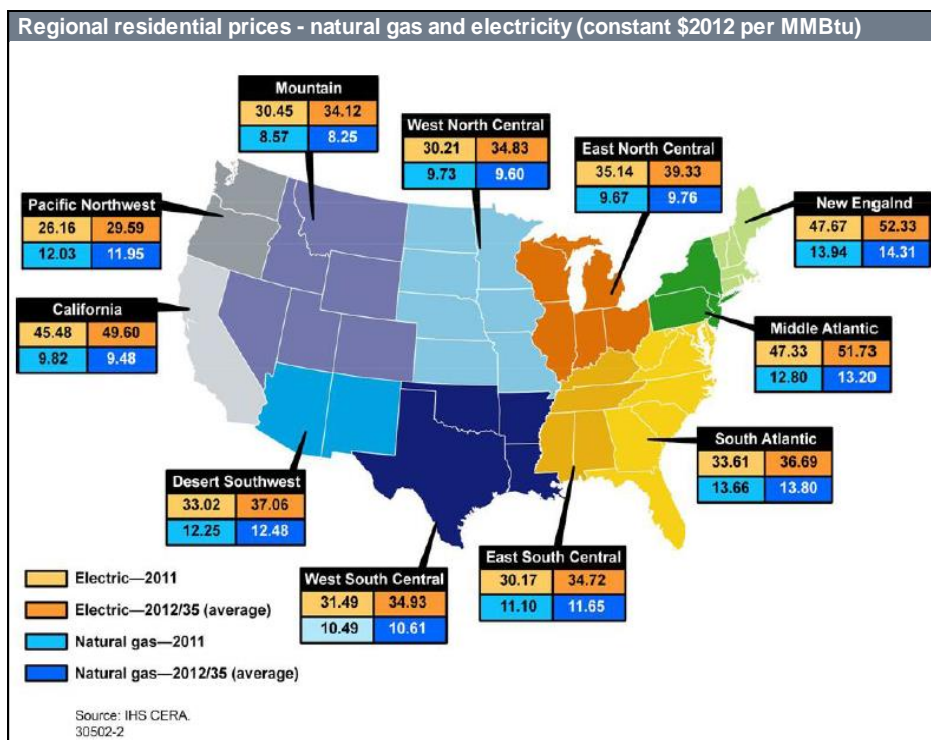 Regional residential prices - natural gas and electricity (constant $2012 per MMBtu)
Mountain
30.45 34.12
8.57 8.25
West North Central
30.21 34.83
9.73 9.60
East North Central
35.14 39.33
9.67 9.76
Pacific Northwest
26.16 29.59
12.03 11.95
New Engalnd
47.67 52.33
13.94 14.31
California
45.48 49.60
9.82 9.48
Middle Atlantic
47.33 51.73
12.80 13.20
South Atlantic
33.61 36.69
13.66 13.80
Desert Southwest
33.02 37.06
12.25 12.48
West South Central
31.49 34.93
10.49 10.61
East South Central
30.17 34.72
11.10 11.65
Electric—2011
Electric—2012/35 (average)
Natural gas—2011
Natural gas—2012/35 (average)
Source: IHS CERA.
30502-2